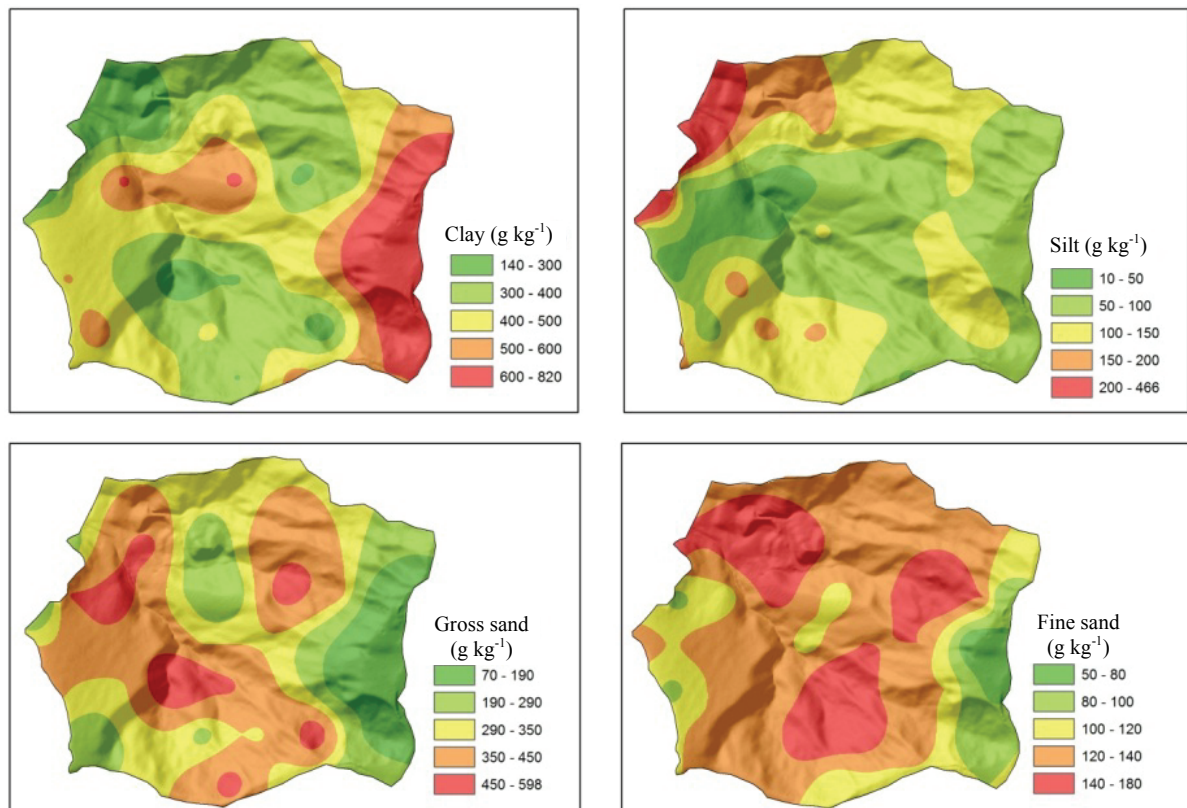 Clay (g kg-1)
140 - 300
300 - 400
400 - 500
500 - 600
600 - 820
Silt (g kg-1)
10 - 50
50 - 100
100 - 150
150 - 200
200 - 466
Gross sand
(g kg-1)
70 - 190
190 - 290
290 - 350
350 - 450
450 - 598
Fine sand
(g kg-1)
50 - 80
80 - 100
100 - 120
120 - 140
140 - 180